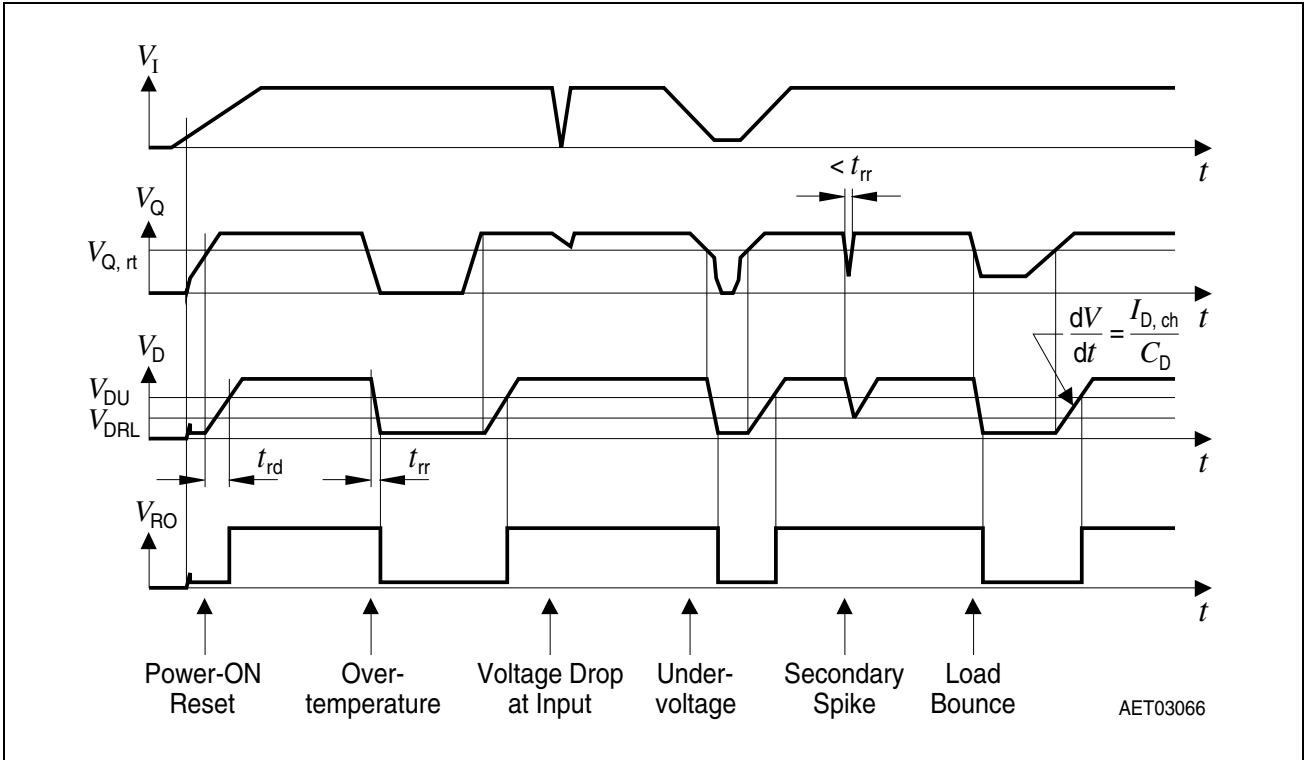 V_I
t
< t_rr
V_Q
V_Q, rt
t
dV/dt = I_D, ch/C_D
V_D
V_DU
V_DRL
t
t_rd
t_rr
V_RO
t
Power-ON
Reset
Over-
temperature
Voltage Drop
at Input
Under-
voltage
Secondary
Spike
Load
Bounce
AET03066